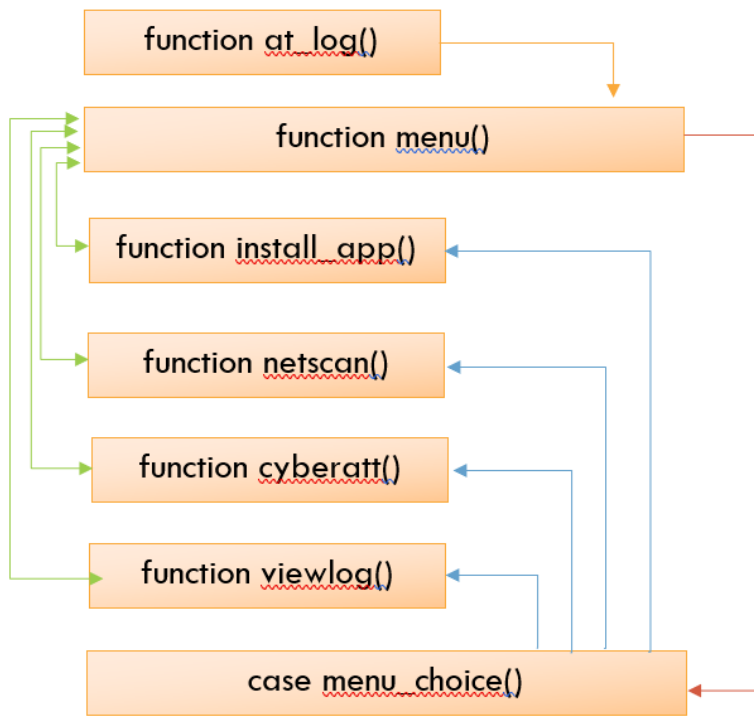 function at_log()
function menu()
function install_app()
function netscan()
function cyberatt()
function viewlog()
case menu_choice()